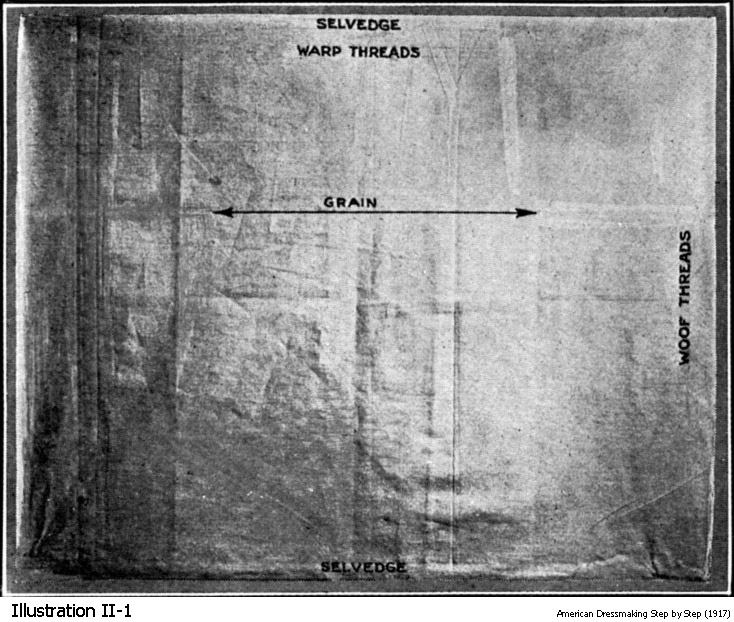 SELVEDGE
WARP THREADS
GRAIN
WOOF THREADS
SELVEDGE
Illustration II-1
American Dressmaking Step by Step (1917)